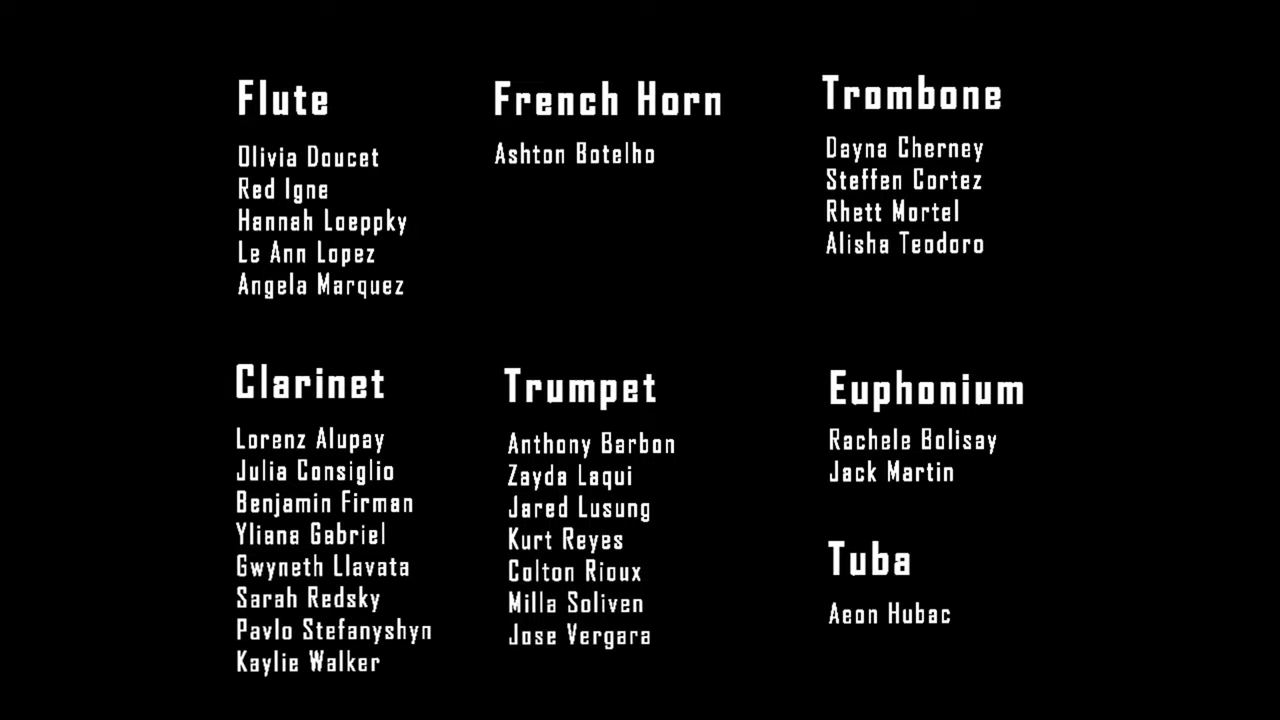 Flute
Olivia Doucet
Red Igne
Hannah Loeppky
Le Ann Lopez
Angela Marquez
French Horn
Ashton Botelho
Trombone
Dayna Cherney
Steffen Cortez
Rhett Mortel
Alisha Teodoro
Clarinet
Lorenz Alupay
Julia Consiglio
Benjamin Firman
Yliana Gabriel
Gwyneth Llavata
Sarah Redsky
Pavlo Stefanyshyn
Kaylie Walker
Trumpet
Anthony Barbon
Zayda Laqui
Jared Lusung
Kurt Reyes
Colton Rioux
Milla Soliven
Jose Vergara
Euphonium
Rachele Bolisay
Jack Martin
Tuba
Aeon Hubac